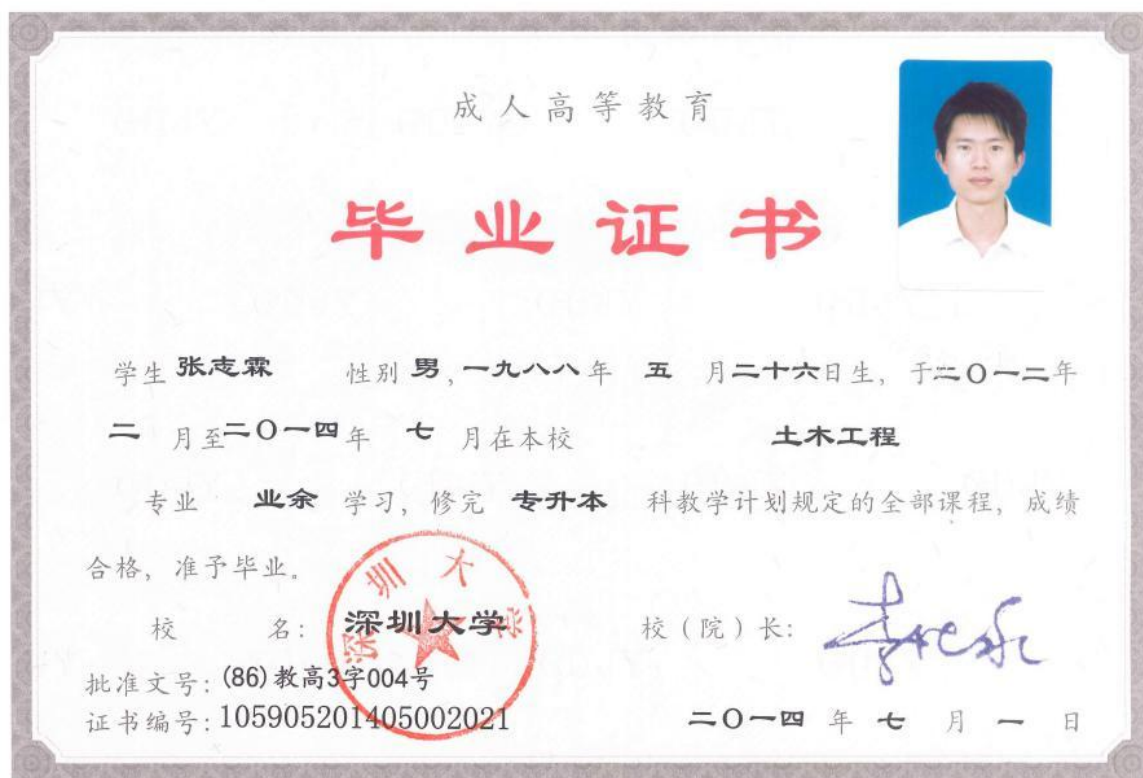 成人高等教育
毕业证书
学生 张志霖 性别 男,一九八八年 五 月二十六日生，于二〇一二年
二 月至二〇一四年 七 月在本校 土木工程
专业 业余 学习，修完 专升本 科教学计划规定的全部课程，成绩
合格，准予毕业。
深圳大学
校 名：深圳大学 校（院）长：
批准文号：(86)教高3字004号
证书编号：105905201405002021 二〇一四 年 七 月 一 日